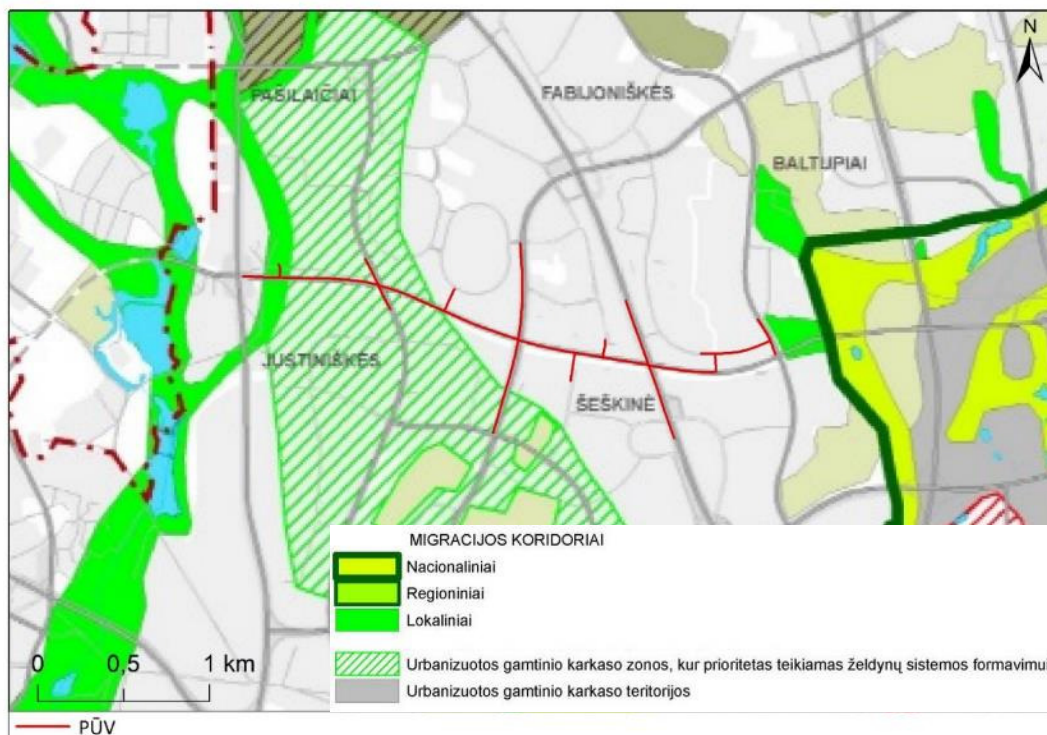 N
PAŠILAIČIAI
FABIJONIŠKĖS
BALTUPIAI
JUSTINIŠKĖS
ŠEŠKINĖ
MIGRACIJOS KORIDORIAI
Nacionaliniai
Regioniniai
Lokaliniai
Urbanizuotos gamtinio karkaso zonos, kur prioritetas teikiamas želdynų sistemos formavimui
Urbanizuotos gamtinio karkaso teritorijos
0 0,5 1 km
PŪV